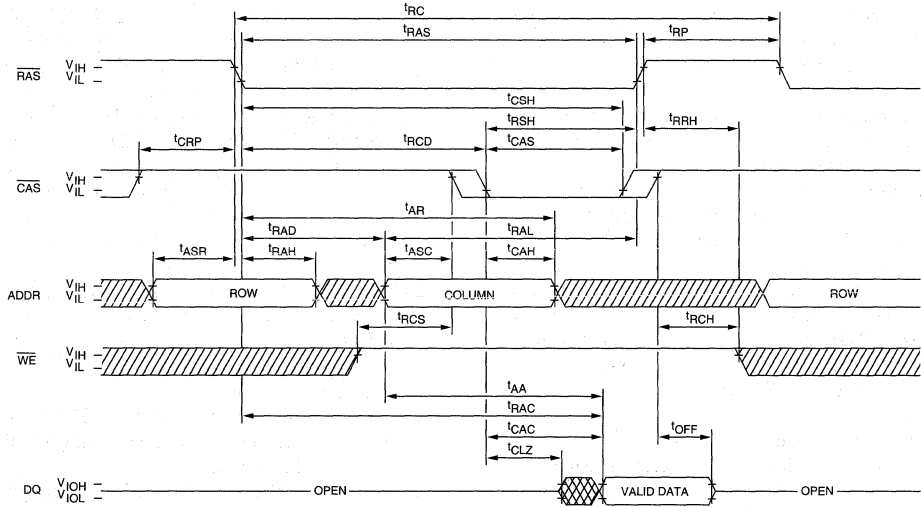 tRC
tRAS
tRP
RAS
VIH
VIL
tCSH
tRSH
tRRH
tCRP
tRCD
tCAS
CAS
VIH
VIL
tAR
tRAD
tRAL
tASR
tRAH
tASC
tCAH
ADDR
VIH
VIL
ROW
COLUMN
ROW
tRCS
tRCH
WE
VIH
VIL
tAA
tRAC
tCAC
tOFF
tCLZ
DQ
VIOH
VIOL
OPEN
VALID DATA
OPEN